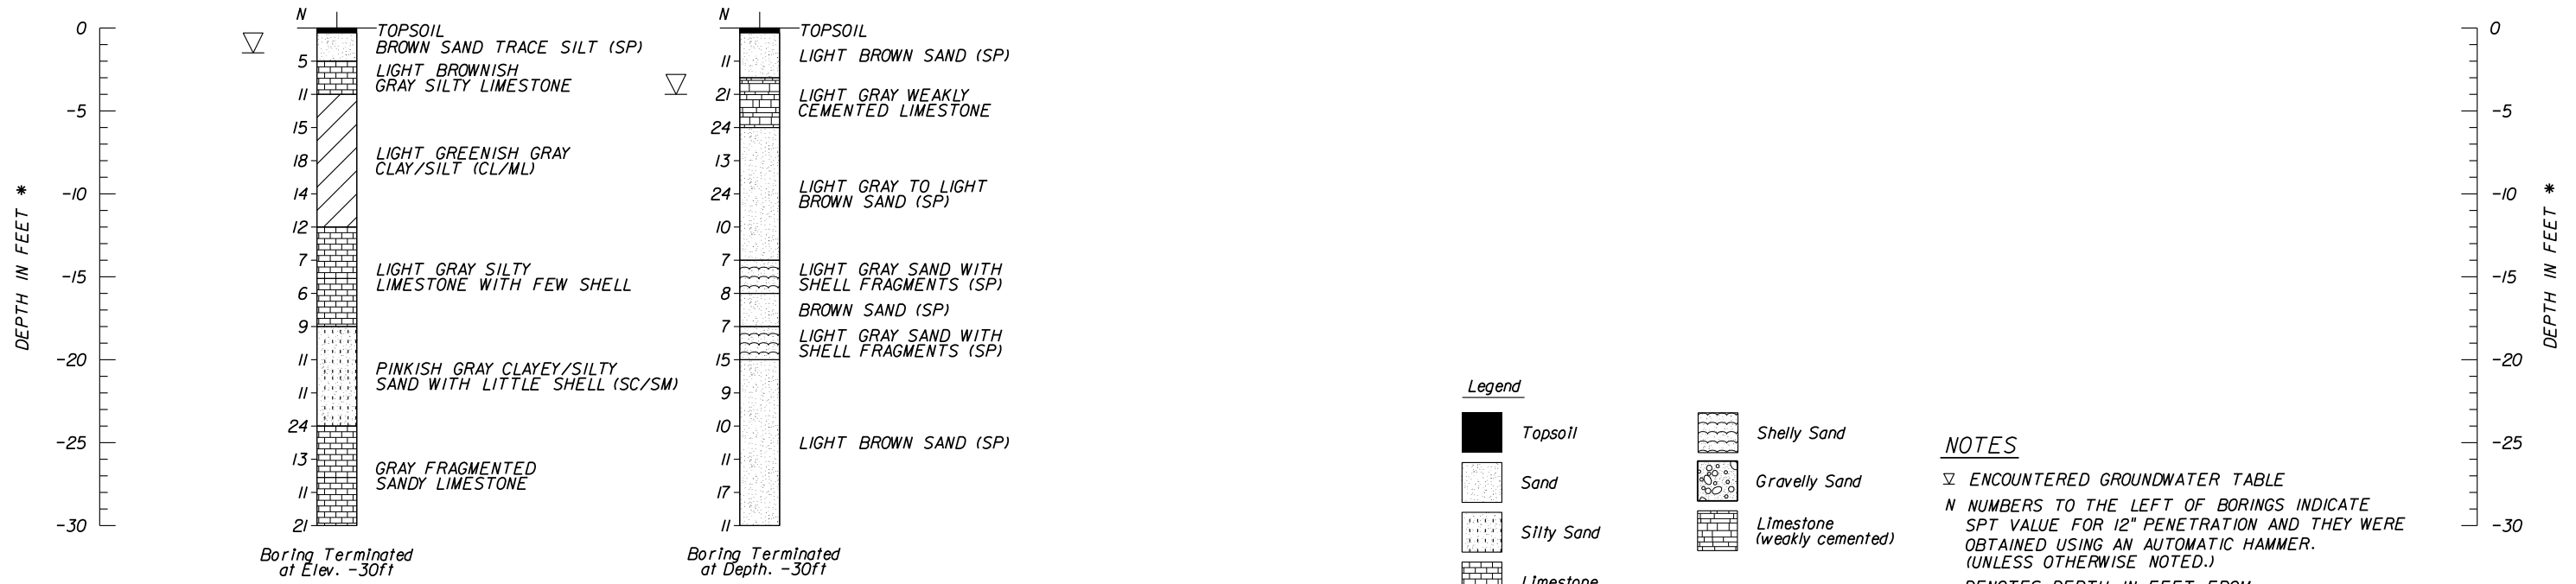 0
-5
-10
-15
-20
-25
-30
DEPTH IN FEET *
N
5
11
15
18
14
12
7
6
9
11
11
24
13
11
21
TOPSOIL
BROWN SAND TRACE SILT (SP)
LIGHT BROWNISH
GRAY SILTY LIMESTONE
LIGHT GREENISH GRAY
CLAY/SILT (CL/ML)
LIGHT GRAY SILTY
LIMESTONE WITH FEW SHELL
PINKISH GRAY CLAYEY/SILTY
SAND WITH LITTLE SHELL (SC/SM)
GRAY FRAGMENTED
SANDY LIMESTONE
Boring Terminated
at Elev. -30ft
N
11
21
24
13
24
10
7
8
7
15
9
10
11
17
11
TOPSOIL
LIGHT BROWN SAND (SP)
LIGHT GRAY WEAKLY
CEMENTED LIMESTONE
LIGHT GRAY TO LIGHT
BROWN SAND (SP)
LIGHT GRAY SAND WITH
SHELL FRAGMENTS (SP)
BROWN SAND (SP)
LIGHT GRAY SAND WITH
SHELL FRAGMENTS (SP)
LIGHT BROWN SAND (SP)
Boring Terminated
at Depth. -30ft
Legend
Topsoil
Sand
Silty Sand
Limestone
Shelly Sand
Gravelly Sand
Limestone
(weakly cemented)
NOTES
ENCOUNTERED GROUNDWATER TABLE
N NUMBERS TO THE LEFT OF BORINGS INDICATE
SPT VALUE FOR 12" PENETRATION AND THEY WERE
OBTAINED USING AN AUTOMATIC HAMMER.
(UNLESS OTHERWISE NOTED.)
DENOTES DEPTH IN FEET FROM
0
-5
-10
-15
-20
-25
-30
DEPTH IN FEET *